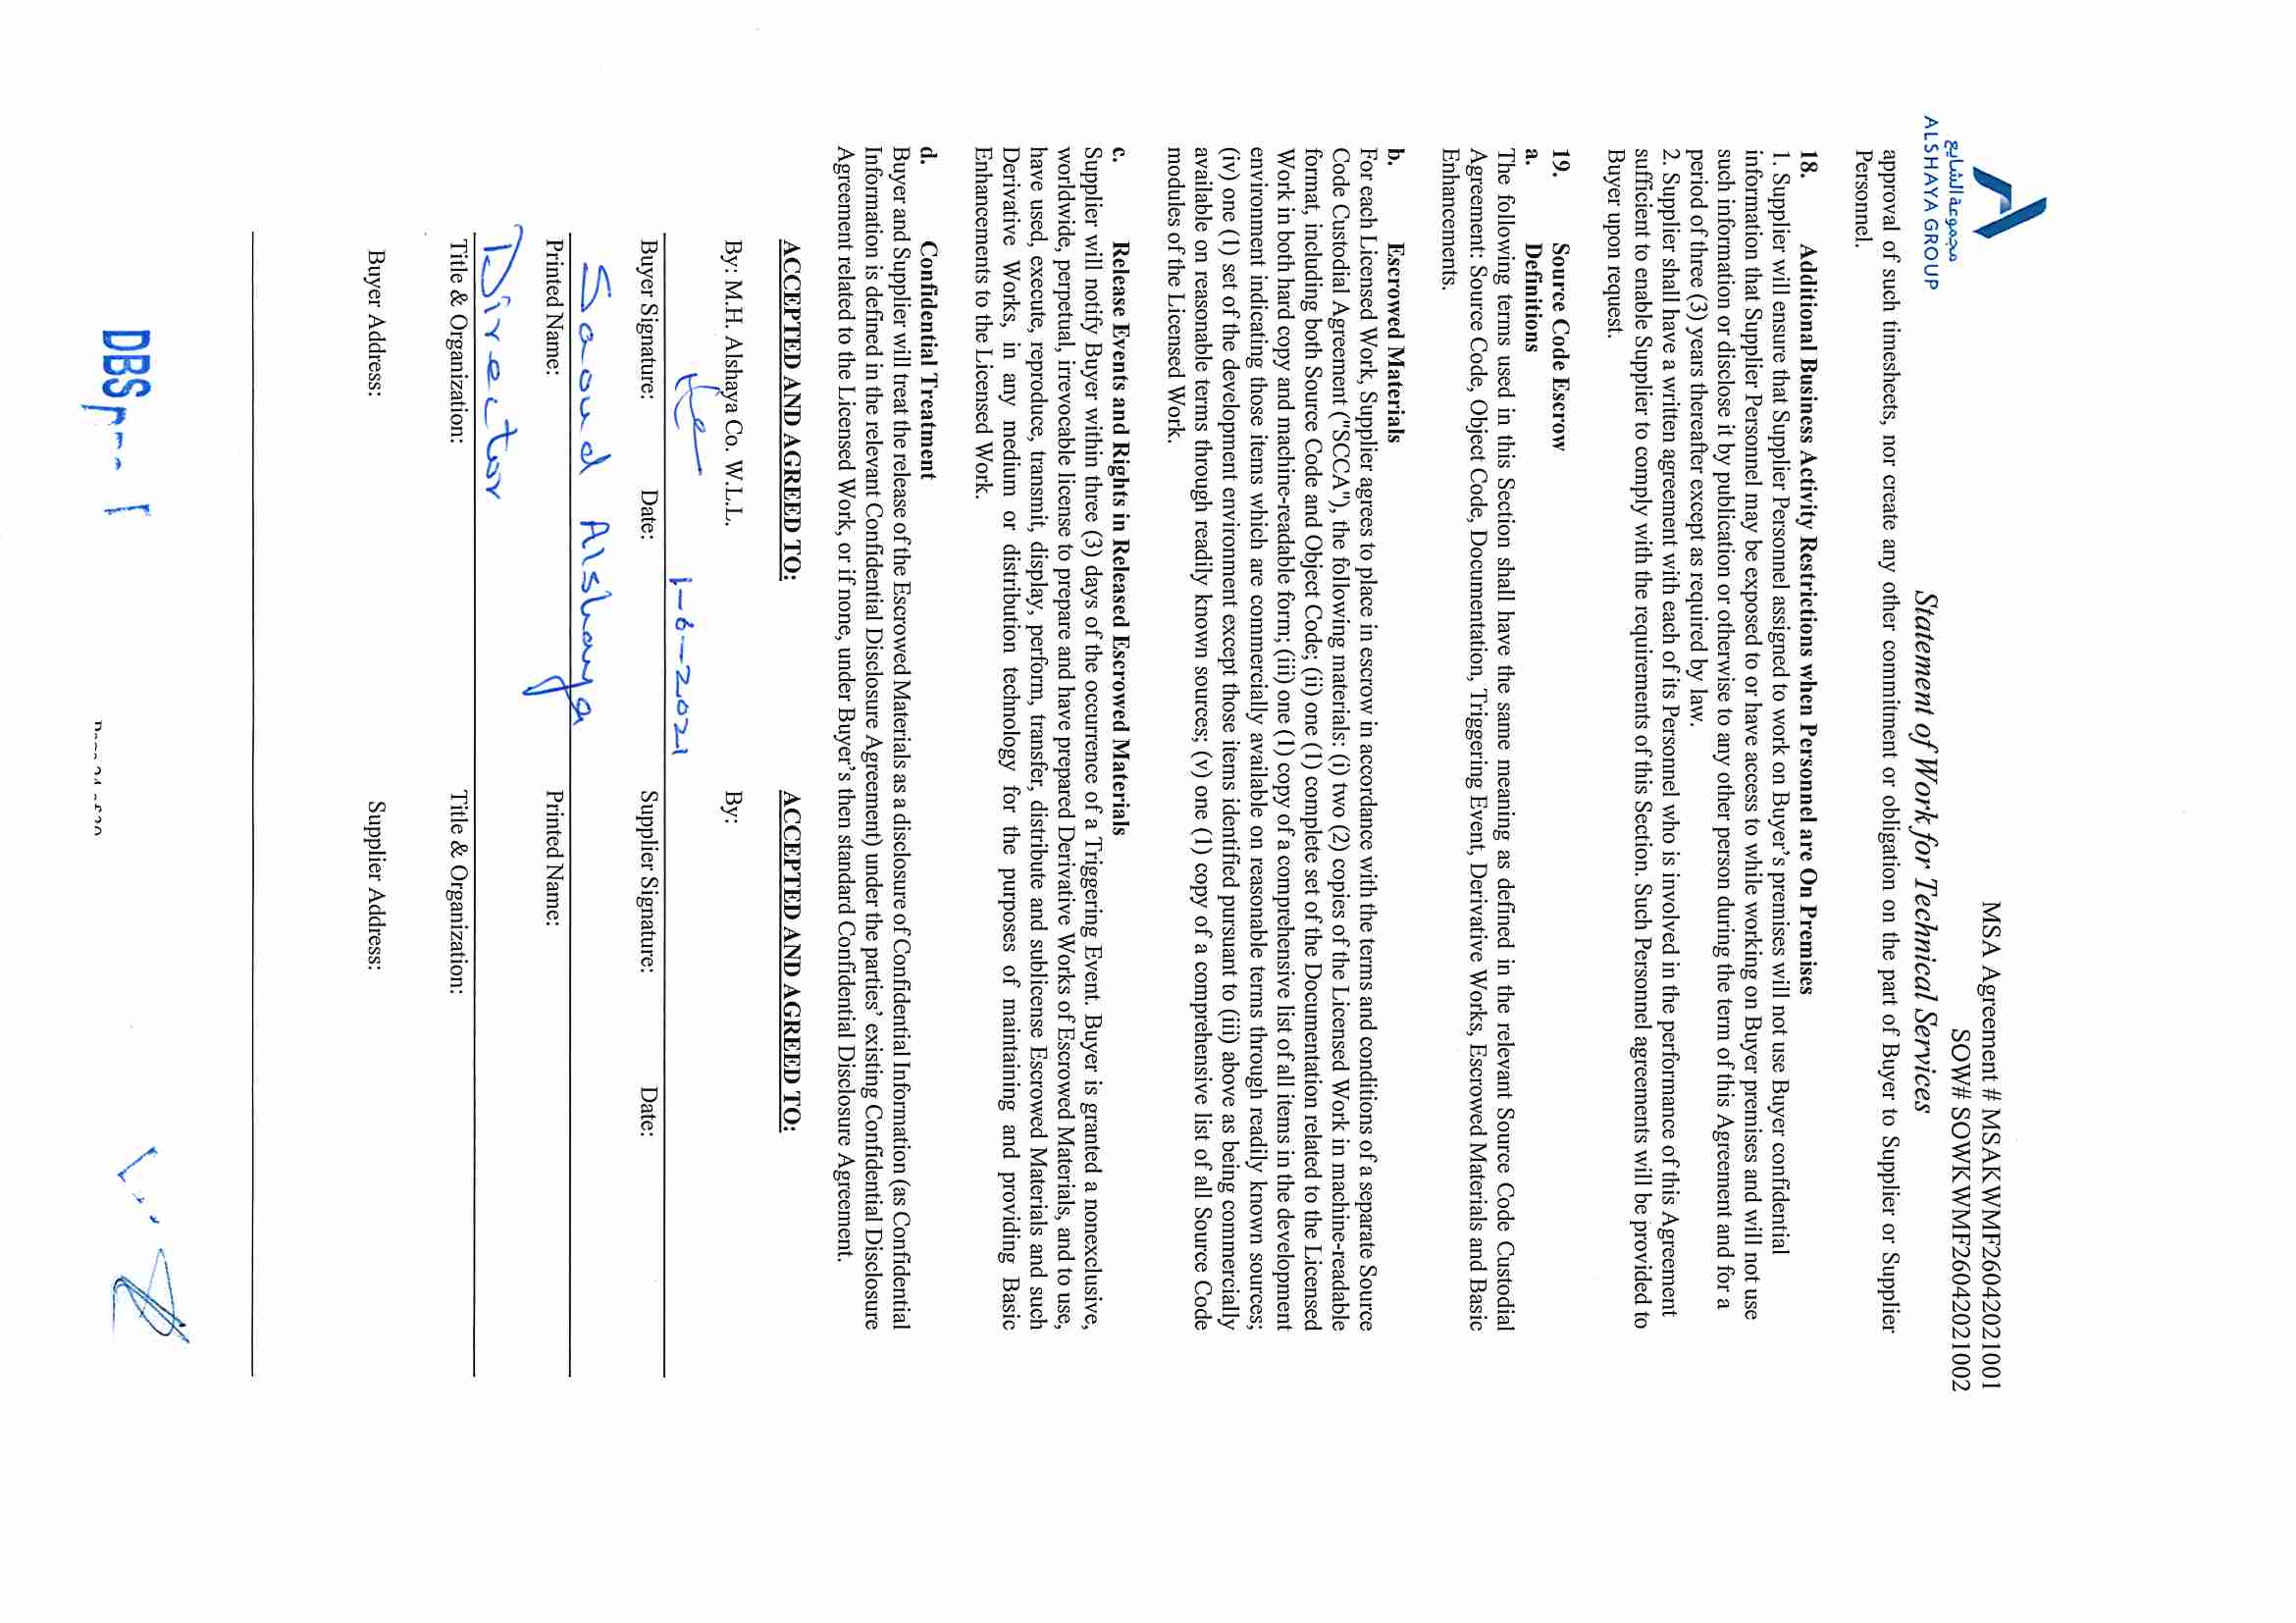 مجموعة الشايع
ALSHAYA GROUP
MSA Agreement # MSAKWMF26042021001
SOW# SOWKWMF26042021002
Statement of Work for Technical Services
approval of such timesheets, nor create any other commitment or obligation on the part of Buyer to Supplier or Supplier
Personnel.
18. Additional Business Activity Restrictions when Personnel are On Premises
1. Supplier will ensure that Supplier Personnel assigned to work on Buyer's premises will not use Buyer confidential
information that Supplier Personnel may be exposed to or have access to while working on Buyer premises and will not use
such information or disclose it by publication or otherwise to any other person during the term of this Agreement and for a
period of three (3) years thereafter except as required by law.
2. Supplier shall have a written agreement with each of its Personnel who is involved in the performance of this Agreement
sufficient to enable Supplier to comply with the requirements of this Section. Such Personnel agreements will be provided to
Buyer upon request.
19. Source Code Escrow
a. Definitions
The following terms used in this Section shall have the same meaning as defined in the relevant Source Code Custodial
Agreement: Source Code, Object Code, Documentation, Triggering Event, Derivative Works, Escrowed Materials and Basic
Enhancements.
b. Escrowed Materials
For each Licensed Work, Supplier agrees to place in escrow in accordance with the terms and conditions of a separate Source
Code Custodial Agreement ("SCCA"), the following materials: (i) two (2) copies of the Licensed Work in machine-readable
format, including both Source Code and Object Code; (ii) one (1) complete set of the Documentation related to the Licensed
Work in both hard copy and machine-readable form; (iii) one (1) copy of a comprehensive list of all items in the development
environment indicating those items which are commercially available on reasonable terms through readily known sources;
(iv) one (1) set of the development environment except those items identified pursuant to (iii) above as being commercially
available on reasonable terms through readily known sources; (v) one (1) copy of a comprehensive list of all Source Code
modules of the Licensed Work.
c. Release Events and Rights in Released Escrowed Materials
Supplier will notify Buyer within three (3) days of the occurrence of a Triggering Event. Buyer is granted a nonexclusive,
worldwide, perpetual, irrevocable license to prepare and have prepared Derivative Works of Escrowed Materials, and to use,
have used, execute, reproduce, transmit, display, perform, transfer, distribute and sublicense Escrowed Materials and such
Derivative Works, in any medium or distribution technology for the purposes of maintaining and providing Basic
Enhancements to the Licensed Work.
d. Confidential Treatment
Buyer and Supplier will treat the release of the Escrowed Materials as a disclosure of Confidential Information (as Confidential
Information is defined in the relevant Confidential Disclosure Agreement) under the parties' existing Confidential Disclosure
Agreement related to the Licensed Work, or if none, under Buyer's then standard Confidential Disclosure Agreement.
ACCEPTED AND AGREED TO: ACCEPTED AND AGREED TO:
By: M.H. Alshaya Co. W.L.L. By:
1-6-2021
Buyer Signature: Date: Supplier Signature: Date:
Saoud Alshaya
Printed Name: Printed Name:
Director
Title & Organization: Title & Organization:
Buyer Address: Supplier Address:
DBS